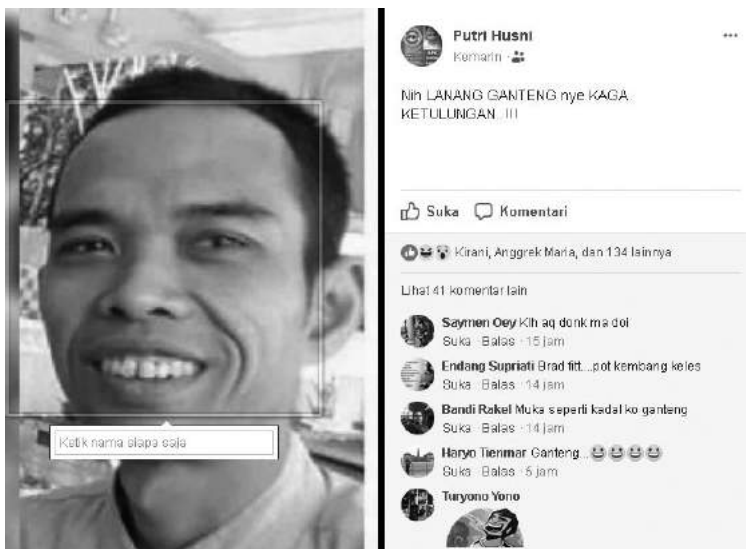 Ketik nama siapa saja
Putri Husni
Kemarin
Nih LANANG GANTENG nye KAGA
KETULUNGAN..!!!
Suka Komentari
Kirani, Anggrek Maria, dan 134 lainnya
Lihat 41 komentar lain
Saymen Oey Kih aq donk ma doi
Suka · Balas · 15 jam
Endang Supriati Brad fitt....pot kembang keles
Suka · Balas · 14 jam
Bandi Rakel Muka seperti kadal ko ganteng
Suka · Balas · 14 jam
Haryo Tienmar Ganteng...
Suka · Balas · 5 jam
Turyono Yono